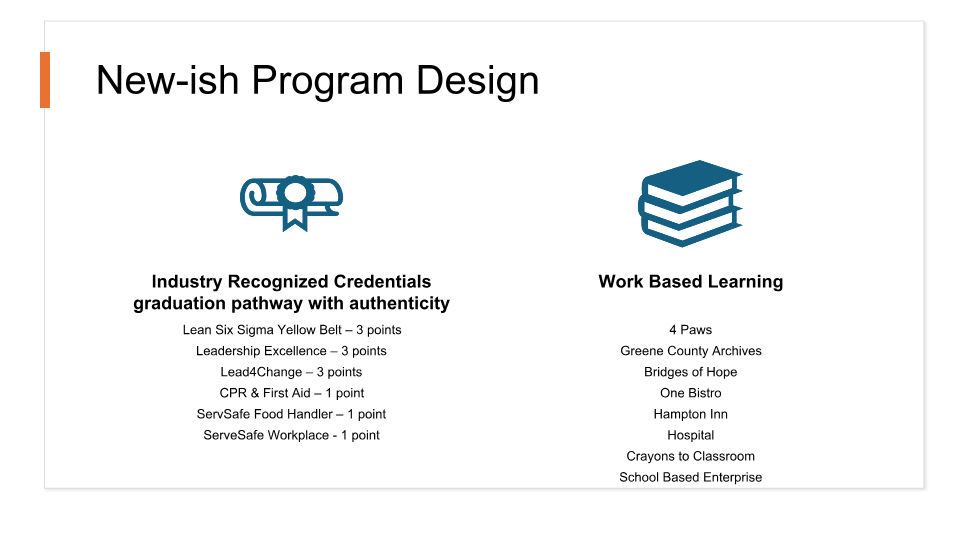 New-ish Program Design
Industry Recognized Credentials
graduation pathway with authenticity
Lean Six Sigma Yellow Belt – 3 points
Leadership Excellence – 3 points
Lead4Change – 3 points
CPR & First Aid – 1 point
ServSafe Food Handler – 1 point
ServeSafe Workplace - 1 point
Work Based Learning
4 Paws
Greene County Archives
Bridges of Hope
One Bistro
Hampton Inn
Hospital
Crayons to Classroom
School Based Enterprise